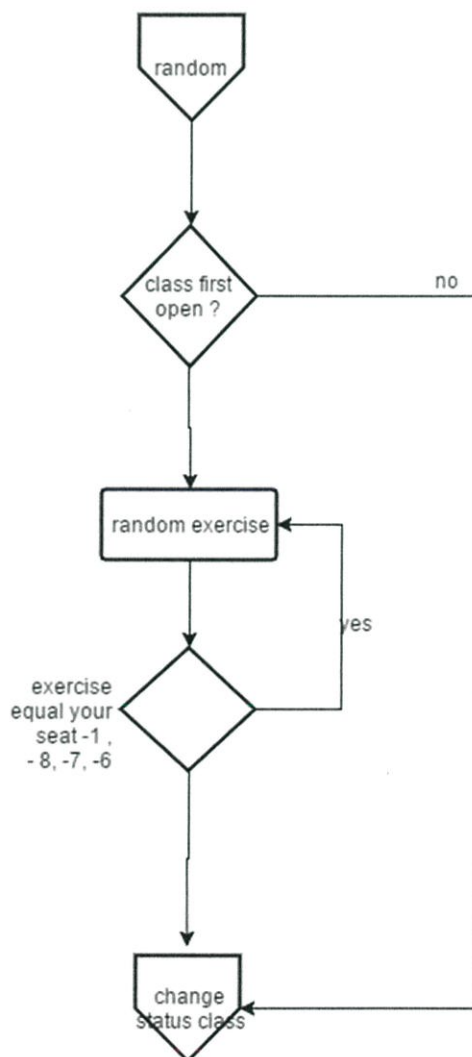 random
class first
open ?
no
random exercise
yes
exercise
equal your
seat -1 ,
- 8, -7, -6
change
status class